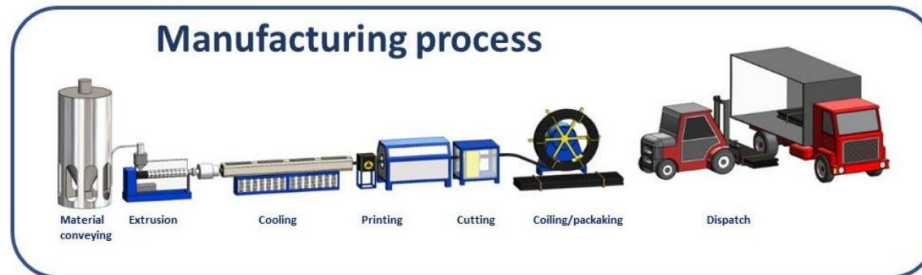 Manufacturing process
Material conveying
Extrusion
Cooling
Printing
Cutting
Coiling/packaking
Dispatch